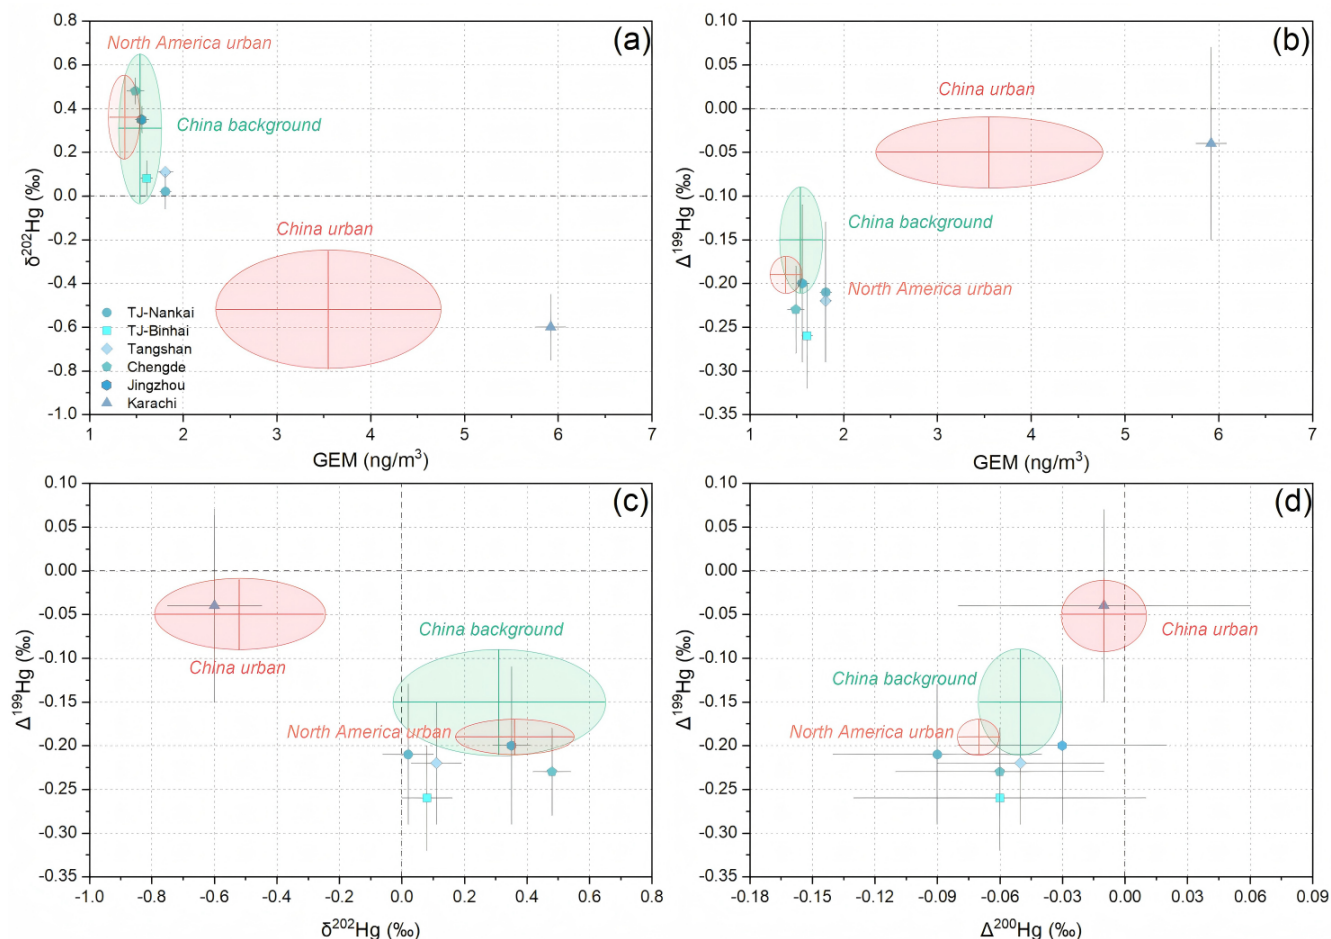 0.8
0.6
0.4
0.2
0.0
-0.2
-0.4
-0.6
-0.8
-1.0
δ²⁰²Hg (‰)
(a)
North America urban
China background
China urban
TJ-Nankai
TJ-Binhai
Tangshan
Chengde
Jingzhou
Karachi
1 2 3 4 5 6 7
GEM (ng/m³)
0.10
0.05
0.00
-0.05
-0.10
-0.15
-0.20
-0.25
-0.30
-0.35
Δ¹⁹⁹Hg (‰)
(b)
China urban
China background
North America urban
1 2 3 4 5 6 7
GEM (ng/m³)
0.10
0.05
0.00
-0.05
-0.10
-0.15
-0.20
-0.25
-0.30
-0.35
Δ¹⁹⁹Hg (‰)
(c)
China background
China urban
North America urban
-1.0 -0.8 -0.6 -0.4 -0.2 0.0 0.2 0.4 0.6 0.8
δ²⁰²Hg (‰)
0.10
0.05
0.00
-0.05
-0.10
-0.15
-0.20
-0.25
-0.30
-0.35
Δ¹⁹⁹Hg (‰)
(d)
China urban
China background
North America urban
-0.18 -0.15 -0.12 -0.09 -0.06 -0.03 0.00 0.03 0.06 0.09
Δ²⁰⁰Hg (‰)